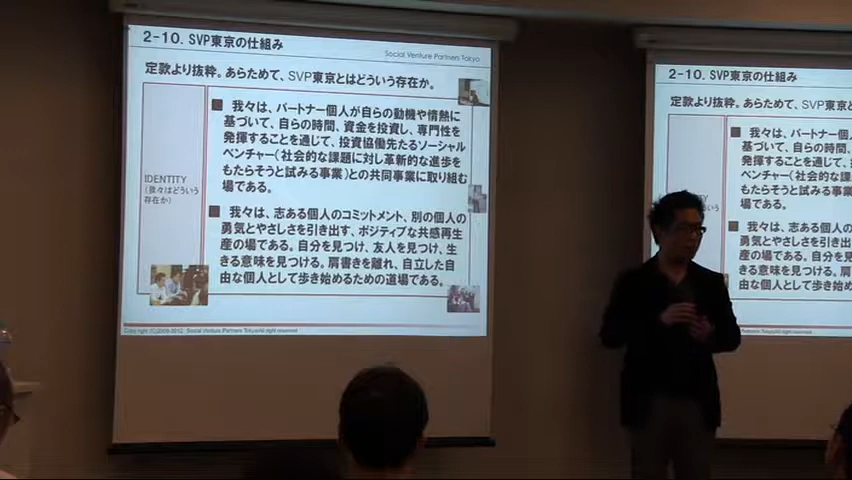 2-10. SVP東京の仕組み
Social Venture Partners Tokyo
定款より抜粋。あらためて、SVP東京とはどういう存在か。
IDENTITY
(我々はどういう
存在か)
■ 我々は、パートナー個人が自らの動機や情熱に
基づいて、自らの時間、資金を投資し、専門性を
発揮することを通じて、投資協働先たるソーシャル
ベンチャー(社会的な課題に対し革新的な進歩を
もたらそうと試みる事業)との共同事業に取り組む
場である。
■ 我々は、志ある個人のコミットメント、別の個人の
勇気とやさしさを引き出す、ポジティブな共感再生
産の場である。自分を見つけ、友人を見つけ、生
きる意味を見つける。肩書きを離れ、自立した自
由な個人として歩き始めるための道場である。
Copyright (C)2009-2012 Social Venture Partners Tokyo All right reserved.
2-10. SVP東京の仕組み
定款より抜粋。あらためて、SVP東京と
■ 我々は、パートナー個人
基づいて、自らの時間、
発揮することを通じて、
ベンチャー(社会的な課
もたらそうと試みる事業
場である。
■ 我々は、志ある個人の
勇気とやさしさを引き出
産の場である。自分を見
きる意味を見つける。
由な個人として歩き始め